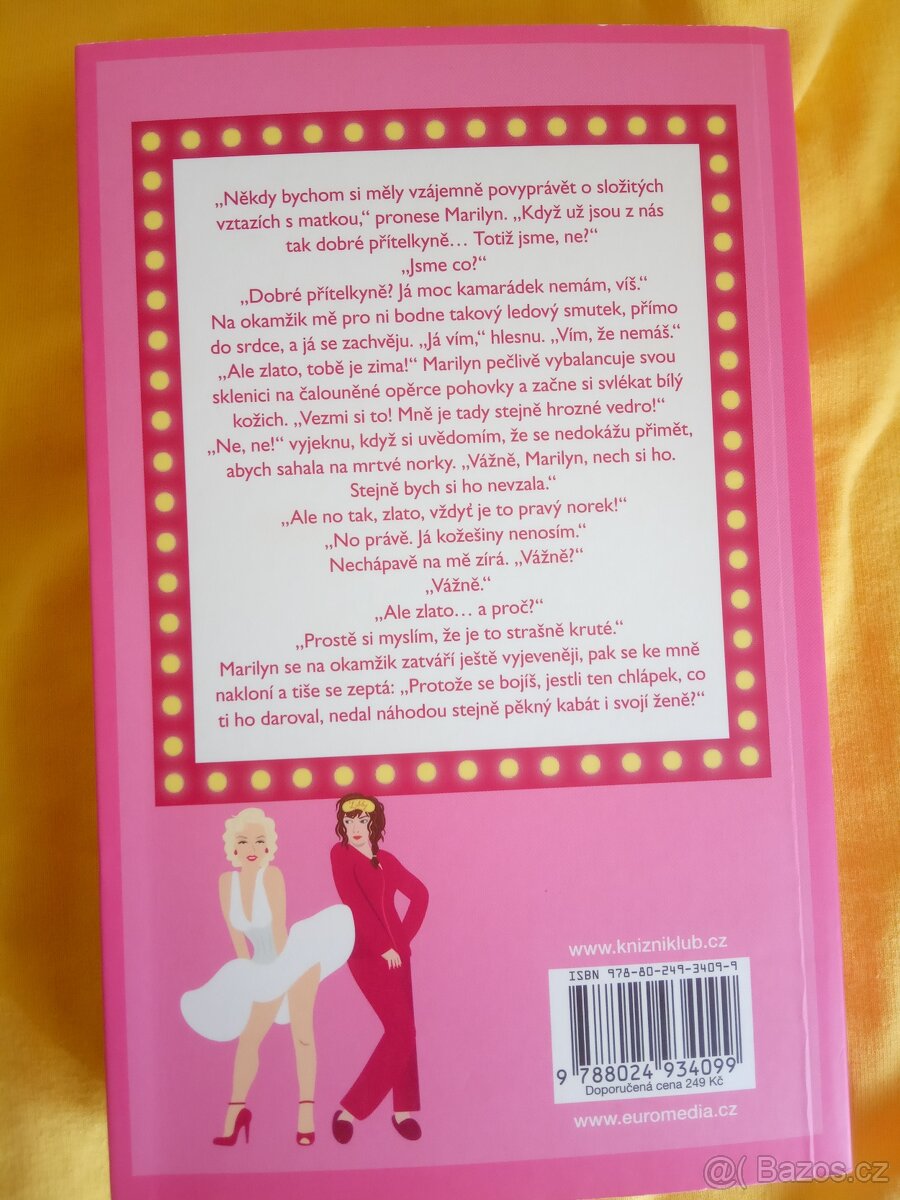 „Někdy bychom si měly vzájemně povyprávět o složitých
vztazích s matkou,“ pronese Marilyn. „Když už jsou z nás
tak dobré přítelkyně… Totiž jsme, ne?“
„Jsme co?“
„Dobré přítelkyně? Já moc kamarádek nemám, víš.“
Na okamžik mě pro ni bodne takový ledový smutek, přímo
do srdce, a já se zachvěju. „Já vím,“ hlesnu. „Vím, že nemáš.“
„Ale zlato, tobě je zima!“ Marilyn pečlivě vybalancuje svou
sklenici na čalouněné opěrce pohovky a začne si svlékat bílý
kožich. „Vezmi si to! Mně je tady stejně hrozné vedro!“
„Ne, ne!“ vyjeknu, když si uvědomím, že se nedokážu přimět,
abych sahala na mrtvé norky. „Vážně, Marilyn, nech si ho.
Stejně bych si ho nevzala.“
„Ale no tak, zlato, vždyť je to pravý norek!“
„No právě. Já kožešiny nenosím.“
Nechápavě na mě zírá. „Vážně?“
„Vážně.“
„Ale zlato… a proč?“
„Prostě si myslím, že je to strašně kruté.“
Marilyn se na okamžik zatváří ještě vyjeveněji, pak se ke mně
nakloní a tiše se zeptá: „Protože se bojíš, jestli ten chlápek, co
ti ho daroval, nedal náhodou stejně pěkný kabát i svojí ženě?“
Libby
www.knizniklub.cz
ISBN 978-80-249-3409-9
9 788024 934099
Doporučená cena 249 Kč
www.euromedia.cz
@( Bazos.cz